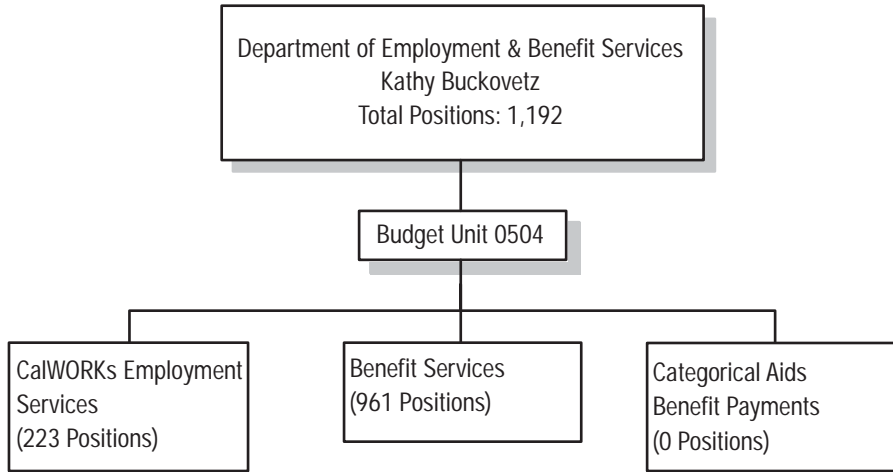 Department of Employment & Benefit Services
Kathy Buckovetz
Total Positions: 1,192
Budget Unit 0504
CalWORKs Employment
Services
(223 Positions)
Benefit Services
(961 Positions)
Categorical Aids
Benefit Payments
(0 Positions)